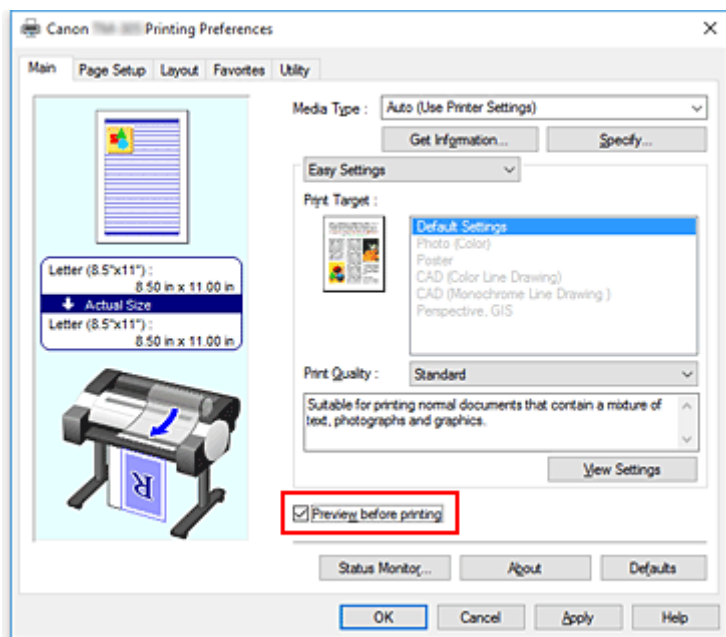 Canon Printing Preferences
Main Page Setup Layout Favorites Utility
Media Type : Auto (Use Printer Settings)
Get Information... Specify...
Easy Settings
Print Target :
Default Settings
Photo (Color)
Poster
CAD (Color Line Drawing)
CAD (Monochrome Line Drawing )
Perspective, GIS
Letter (8.5"x11") :
8.50 in x 11.00 in
Actual Size
Letter (8.5"x11") :
8.50 in x 11.00 in
Print Quality : Standard
Suitable for printing normal documents that contain a mixture of
text, photographs and graphics.
View Settings
R
Preview before printing
Status Monitor... About Defaults
OK Cancel Apply Help